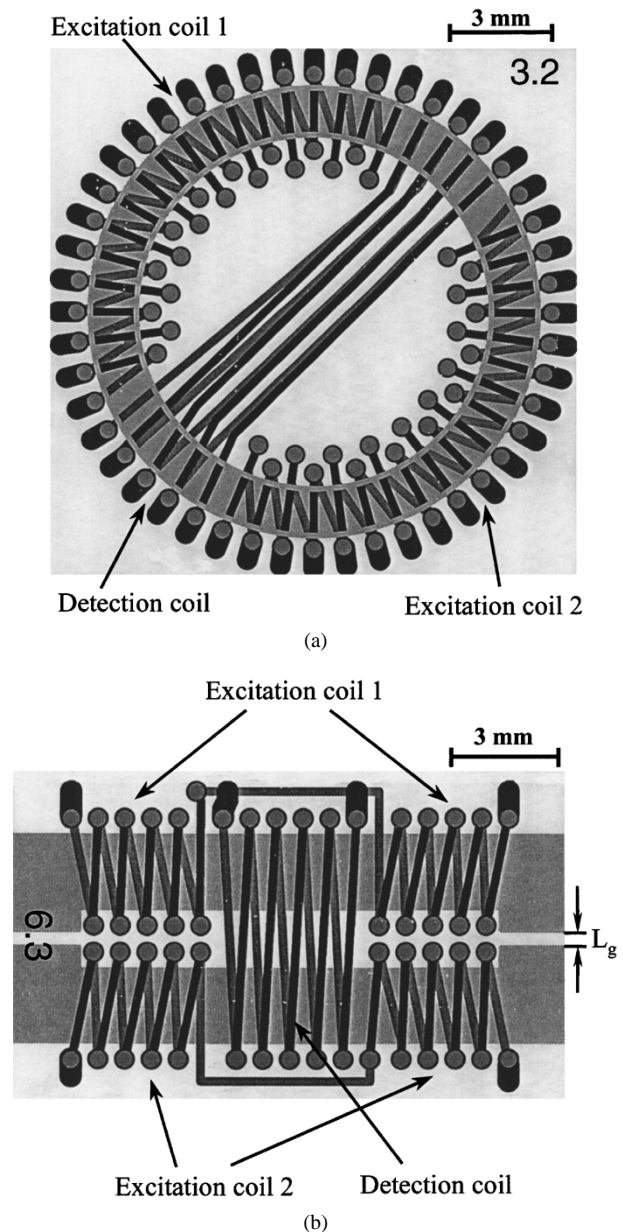 Excitation coil 1
3 mm
3.2
Detection coil
Excitation coil 2
(a)
Excitation coil 1
3 mm
6.3
Lg
Excitation coil 2
Detection coil
(b)